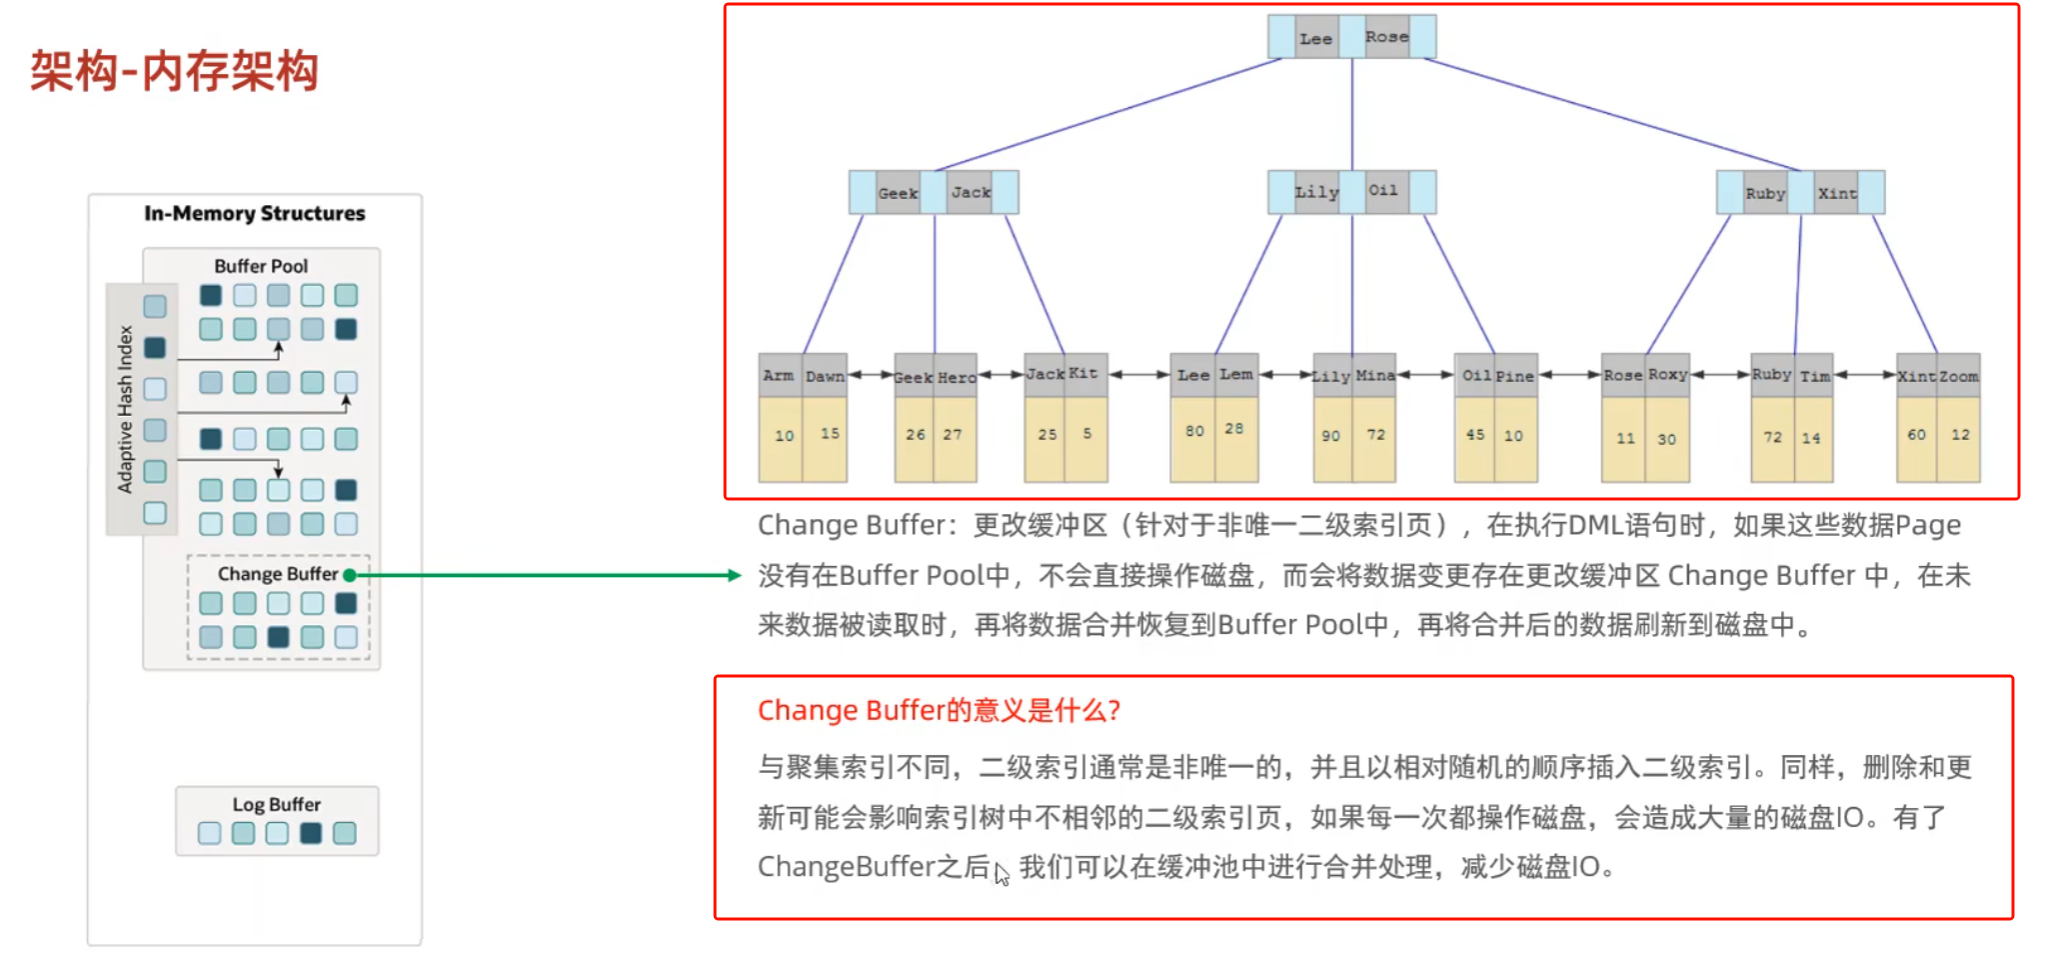 架构-内存架构
In-Memory Structures
Buffer Pool
Adaptive Hash Index
Change Buffer
Log Buffer
Lee Rose
Geek Jack
Lily Oil
Ruby Xint
Arm Dawn Geek Hero Jack Kit Lee Lem Lily Mina Oil Pine Rose Roxy Ruby Tim Xint Zoom
10 15 26 27 25 5 80 28 90 72 45 10 11 30 72 14 60 12
Change Buffer：更改缓冲区（针对于非唯一二级索引页），在执行DML语句时，如果这些数据Page
没有在Buffer Pool中，不会直接操作磁盘，而会将数据变更存在更改缓冲区 Change Buffer 中，在未
来数据被读取时，再将数据合并恢复到Buffer Pool中，再将合并后的数据刷新到磁盘中。
Change Buffer的意义是什么?
与聚集索引不同，二级索引通常是非唯一的，并且以相对随机的顺序插入二级索引。同样，删除和更
新可能会影响索引树中不相邻的二级索引页，如果每一次都操作磁盘，会造成大量的磁盘IO。有了
ChangeBuffer之后，我们可以在缓冲池中进行合并处理，减少磁盘IO。